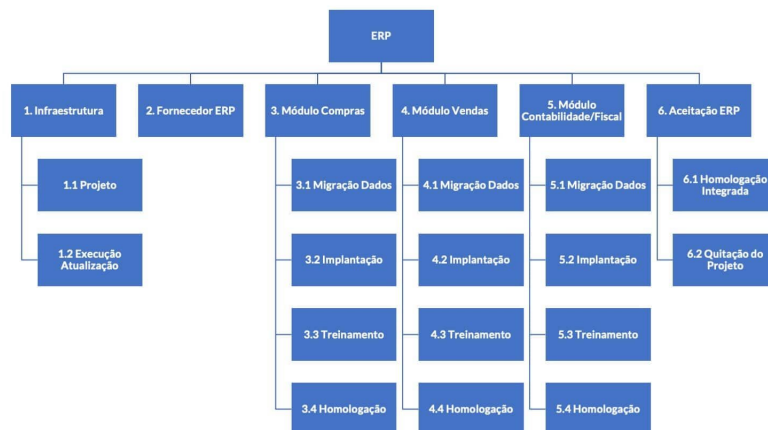 ERP
1. Infraestrutura
2. Fornecedor ERP
3. Módulo Compras
4. Módulo Vendas
5. Módulo
Contabilidade/Fiscal
6. Aceitação ERP
1.1 Projeto
1.2 Execução
Atualização
3.1 Migração Dados
3.2 Implantação
3.3 Treinamento
3.4 Homologação
4.1 Migração Dados
4.2 Implantação
4.3 Treinamento
4.4 Homologação
5.1 Migração Dados
5.2 Implantação
5.3 Treinamento
5.4 Homologação
6.1 Homologação
Integrada
6.2 Quitação do
Projeto